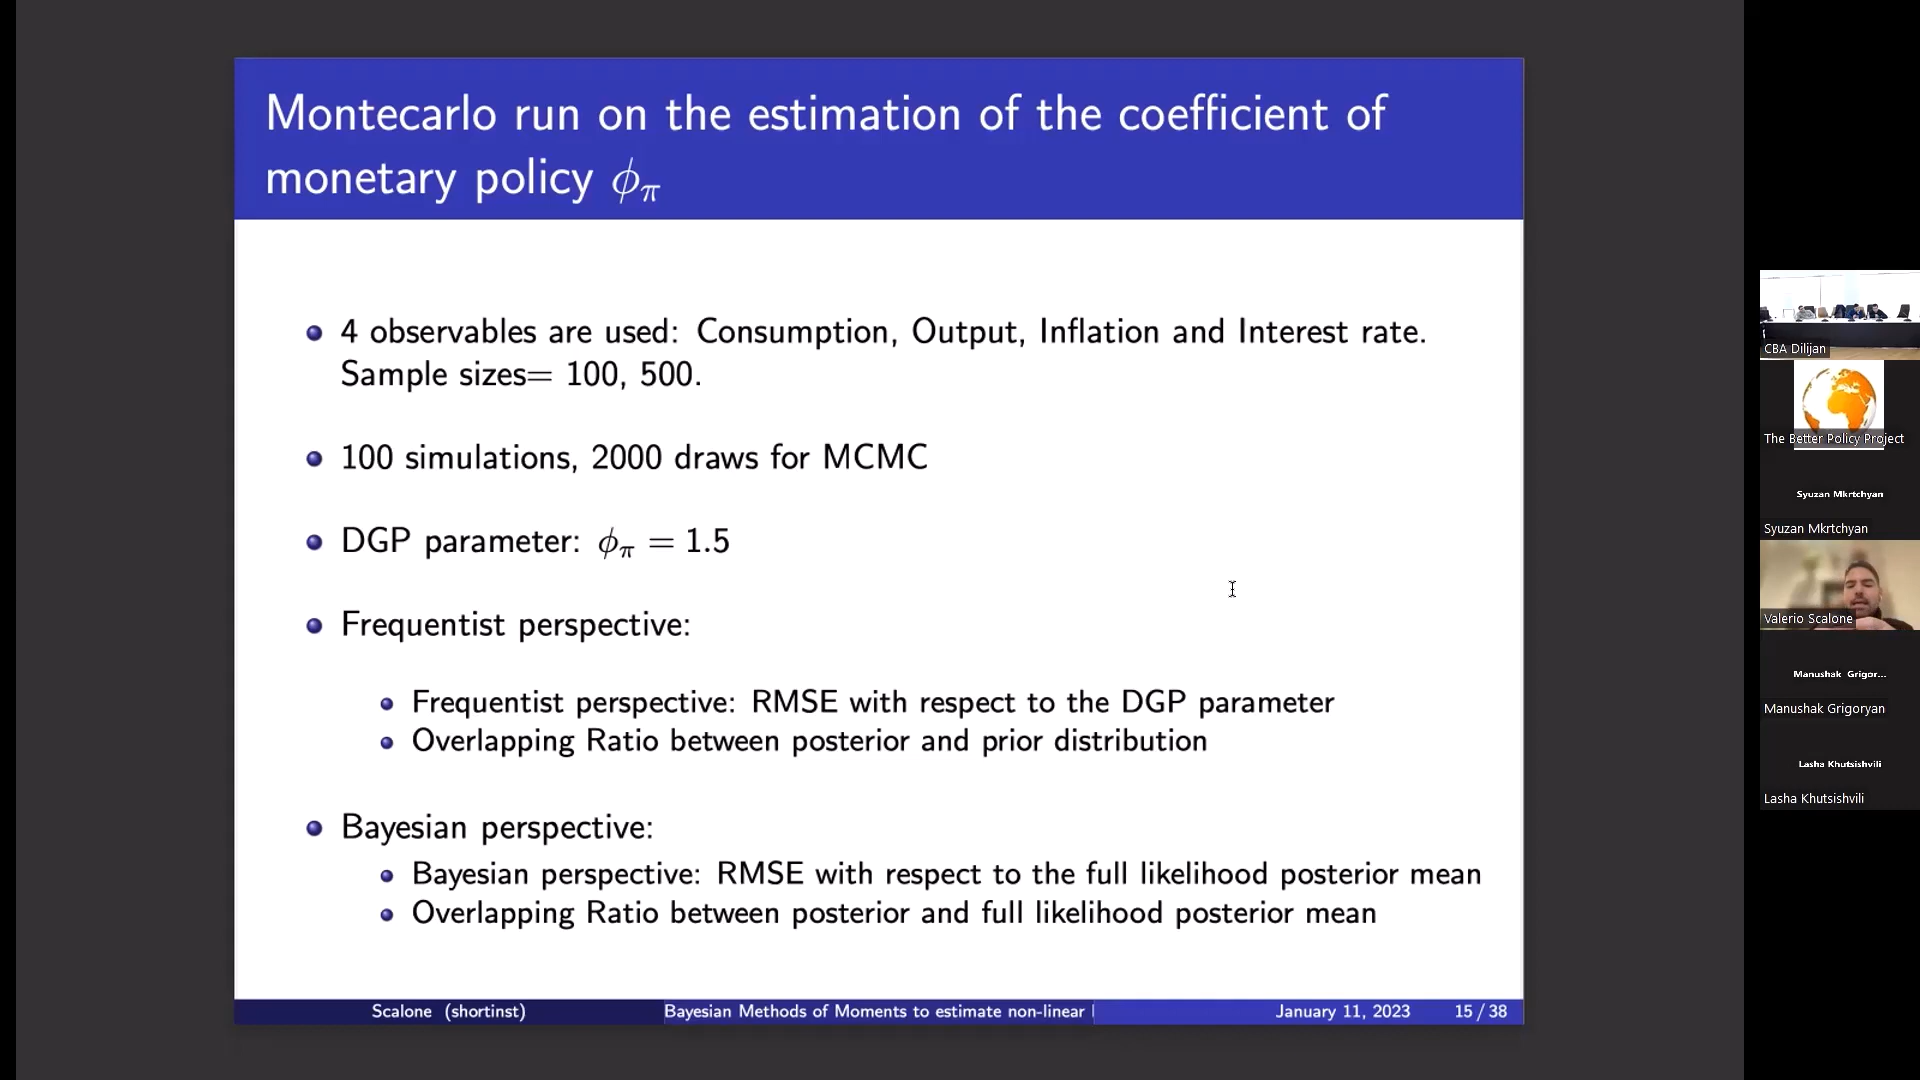 Montecarlo run on the estimation of the coefficient of
monetary policy ϕπ
4 observables are used: Consumption, Output, Inflation and Interest rate.
Sample sizes= 100, 500.
100 simulations, 2000 draws for MCMC
DGP parameter: ϕπ = 1.5
Frequentist perspective:
Frequentist perspective: RMSE with respect to the DGP parameter
Overlapping Ratio between posterior and prior distribution
Bayesian perspective:
Bayesian perspective: RMSE with respect to the full likelihood posterior mean
Overlapping Ratio between posterior and full likelihood posterior mean
Scalone (shortinst)
Bayesian Methods of Moments to estimate non-linear
January 11, 2023
15 / 38
CBA Dilijan
The Better Policy Project
Syuzan Mkrtchyan
Syuzan Mkrtchyan
Valerio Scalone
Manushak Grigor...
Manushak Grigoryan
Lasha Khutsishvili
Lasha Khutsishvili